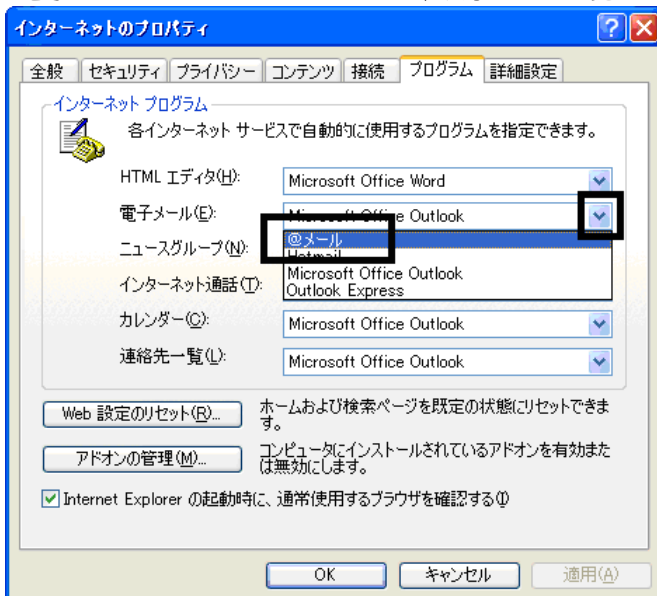 インターネットのプロパティ
全般 セキュリティ プライバシー コンテンツ 接続 プログラム 詳細設定
インターネット プログラム
各インターネット サービスで自動的に使用するプログラムを指定できます。
HTML エディタ(H): Microsoft Office Word
電子メール(E): Microsoft Office Outlook
@メール
ニュースグループ(N): Hotmail
Microsoft Office Outlook
インターネット通話(T): Outlook Express
カレンダー(C): Microsoft Office Outlook
連絡先一覧(L): Microsoft Office Outlook
Web 設定のリセット(R)... ホームおよび検索ページを既定の状態にリセットできま
す。
アドオンの管理(M)... コンピュータにインストールされているアドオンを有効また
は無効にします。
Internet Explorer の起動時に、通常使用するブラウザを確認する(I)
OK キャンセル 適用(A)